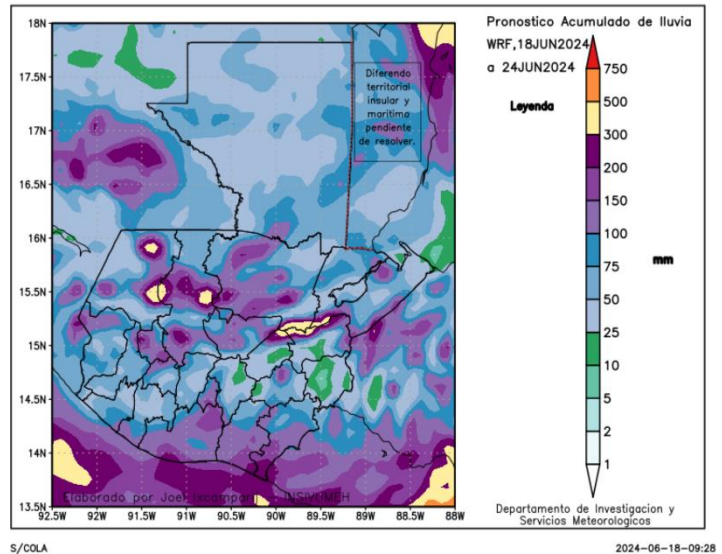 Pronostico Acumulado de lluvia
WRF,18JUN2024
a 24JUN2024
Leyenda
750
500
300
200
150
100
75
50
25
10
5
2
1
mm
Departamento de Investigacion y
Servicios Meteorologicos
18N
17.5N
17N
16.5N
16N
15.5N
15N
14.5N
14N
13.5N
Diferendo
territorial
insular y
maritimo
pendiente
de resolver.
Elaborado por Joel Ixcamparij - INSIVUMEH
92.5W 92W 91.5W 91W 90.5W 90W 89.5W 89W 88.5W 88W
S/COLA
2024-06-18-09:28